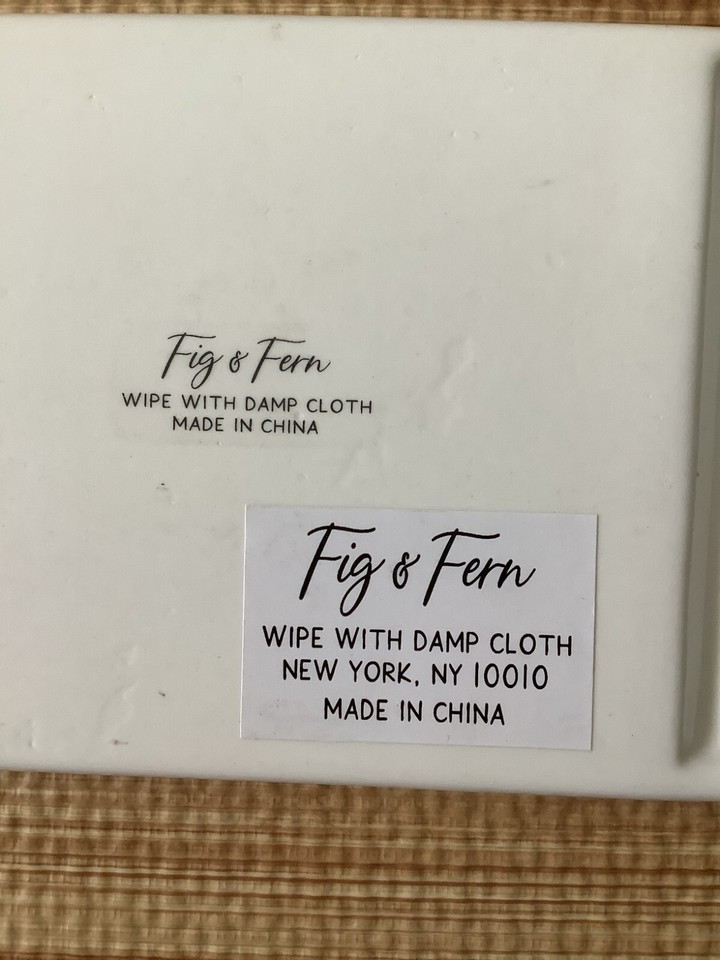 Fig & Fern
WIPE WITH DAMP CLOTH
MADE IN CHINA
Fig & Fern
WIPE WITH DAMP CLOTH
NEW YORK, NY 10010
MADE IN CHINA